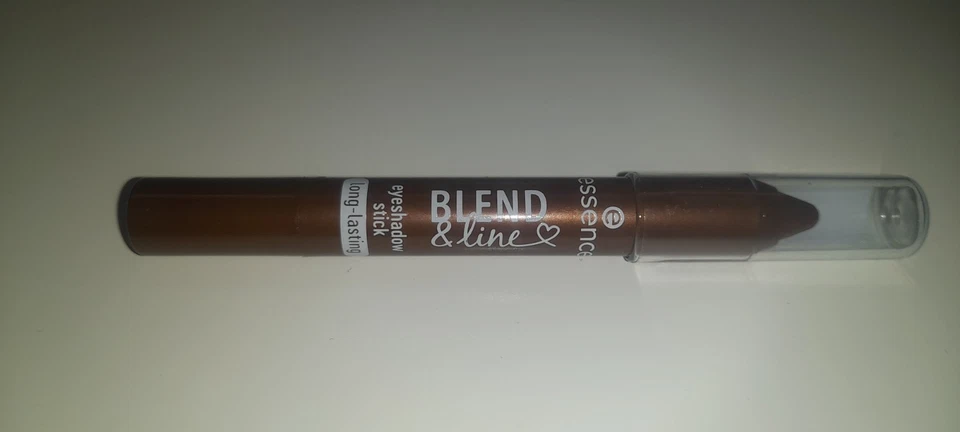 essence
e
BLEND
& line
eyeshadow
stick
long-lasting